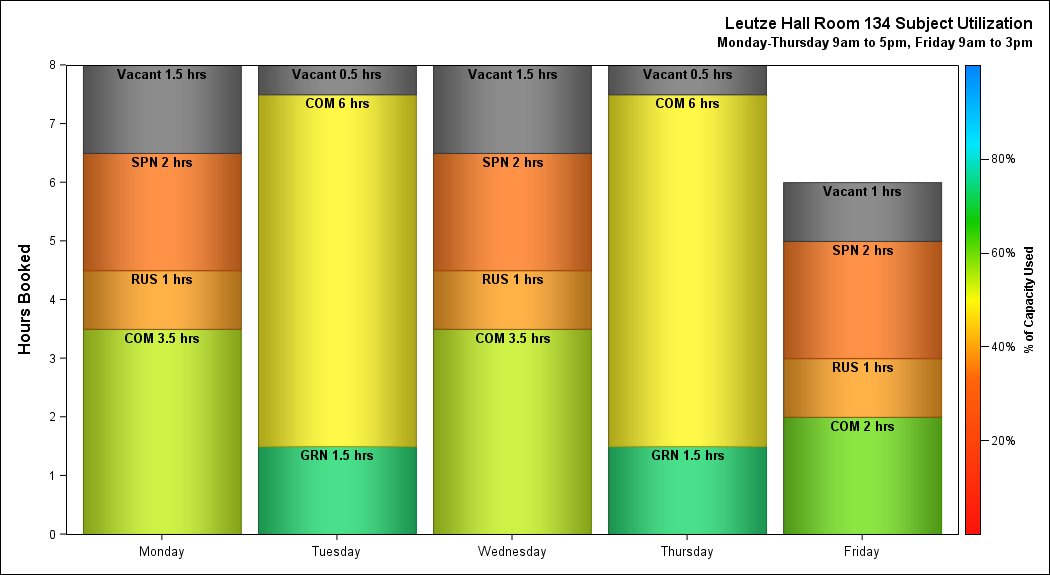 Leutze Hall Room 134 Subject Utilization
Monday-Thursday 9am to 5pm, Friday 9am to 3pm
Hours Booked
8
7
6
5
4
3
2
1
0
Vacant 1.5 hrs
SPN 2 hrs
RUS 1 hrs
COM 3.5 hrs
Monday
Vacant 0.5 hrs
COM 6 hrs
GRN 1.5 hrs
Tuesday
Vacant 1.5 hrs
SPN 2 hrs
RUS 1 hrs
COM 3.5 hrs
Wednesday
Vacant 0.5 hrs
COM 6 hrs
GRN 1.5 hrs
Thursday
Vacant 1 hrs
SPN 2 hrs
RUS 1 hrs
COM 2 hrs
Friday
80%
60%
40%
20%
% of Capacity Used